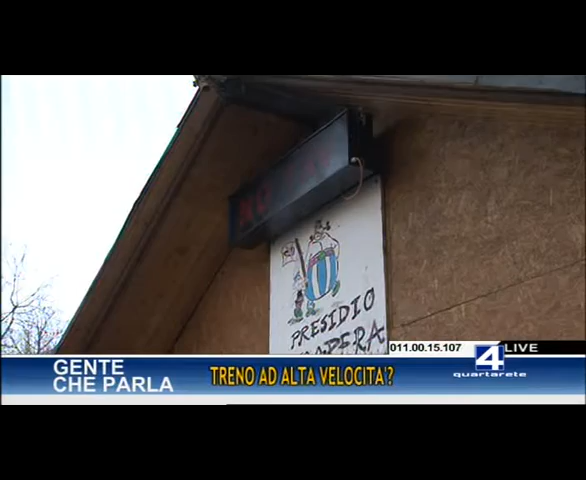 PRESIDIO
011.00.15.107
4
LIVE
quartarete
GENTE
CHE PARLA
TRENO AD ALTA VELOCITA'?